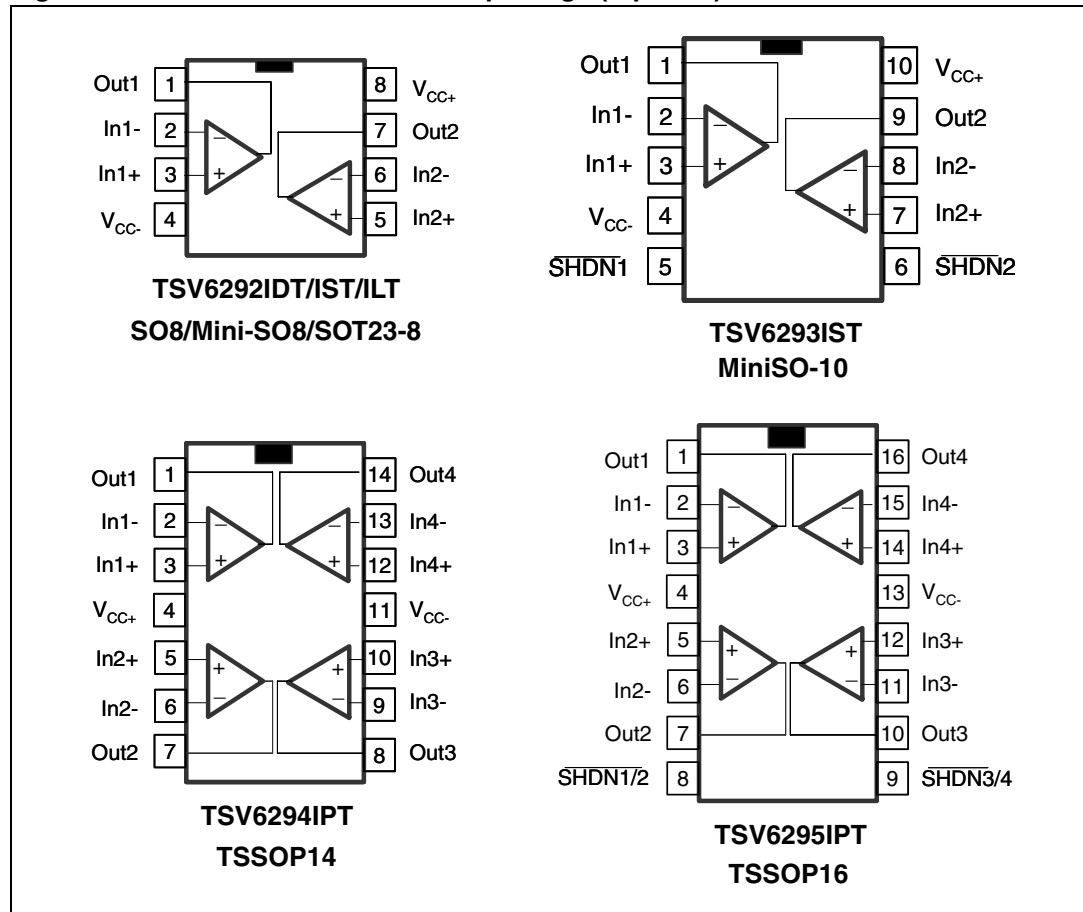 Out1 1 8 VCC+
In1- 2 − 7 Out2
In1+ 3 + − 6 In2-
VCC- 4 + 5 In2+
TSV6292IDT/IST/ILT
SO8/Mini-SO8/SOT23-8
Out1 1 10 VCC+
In1- 2 − 9 Out2
In1+ 3 + − 8 In2-
VCC- 4 + 7 In2+
SHDN1 5 6 SHDN2
TSV6293IST
MiniSO-10
Out1 1 14 Out4
In1- 2 − − 13 In4-
In1+ 3 + + 12 In4+
VCC+ 4 11 VCC-
In2+ 5 + + 10 In3+
In2- 6 − − 9 In3-
Out2 7 8 Out3
TSV6294IPT
TSSOP14
Out1 1 16 Out4
In1- 2 − − 15 In4-
In1+ 3 + + 14 In4+
VCC+ 4 13 VCC-
In2+ 5 + + 12 In3+
In2- 6 − − 11 In3-
Out2 7 10 Out3
SHDN1/2 8 9 SHDN3/4
TSV6295IPT
TSSOP16